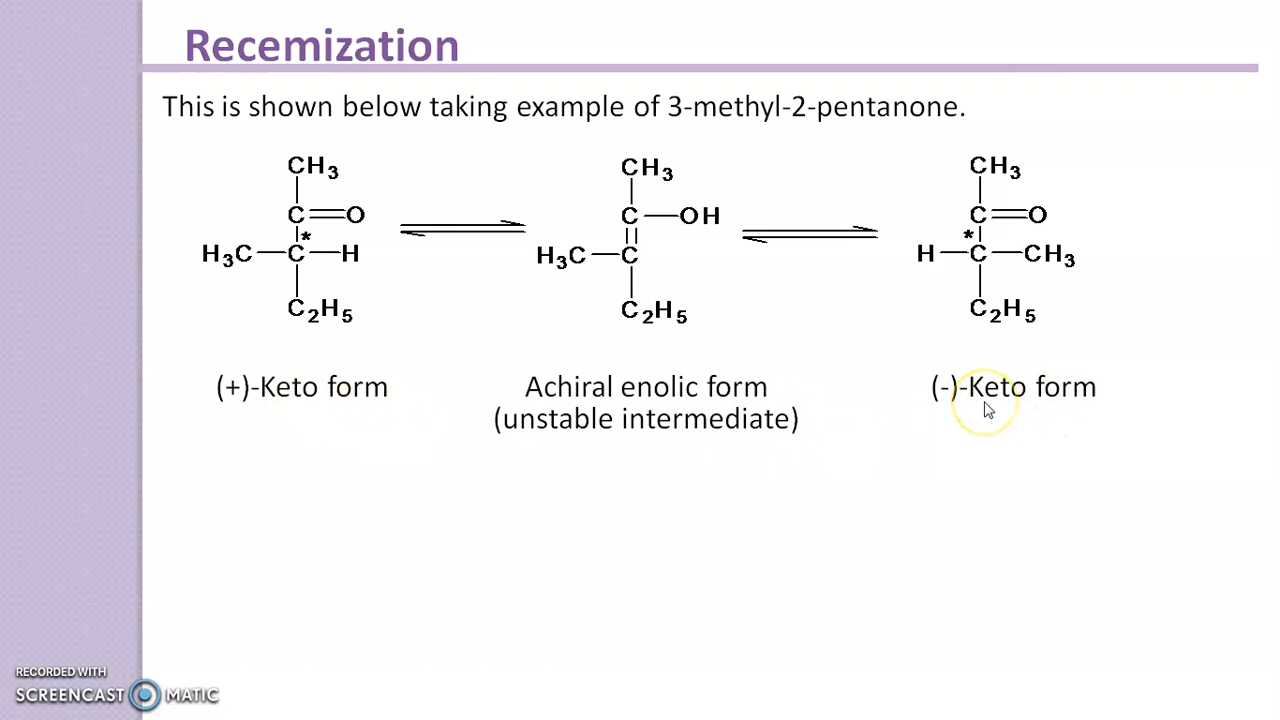 Recemization
This is shown below taking example of 3-methyl-2-pentanone.
CH3 CH3 CH3
C=O C—OH C=O
* *
H3C—C—H H3C—C H—C—CH3
C2H5 C2H5 C2H5
(+)-Keto form Achiral enolic form (-)-Keto form
(unstable intermediate)
RECORDED WITH
SCREENCAST MATIC